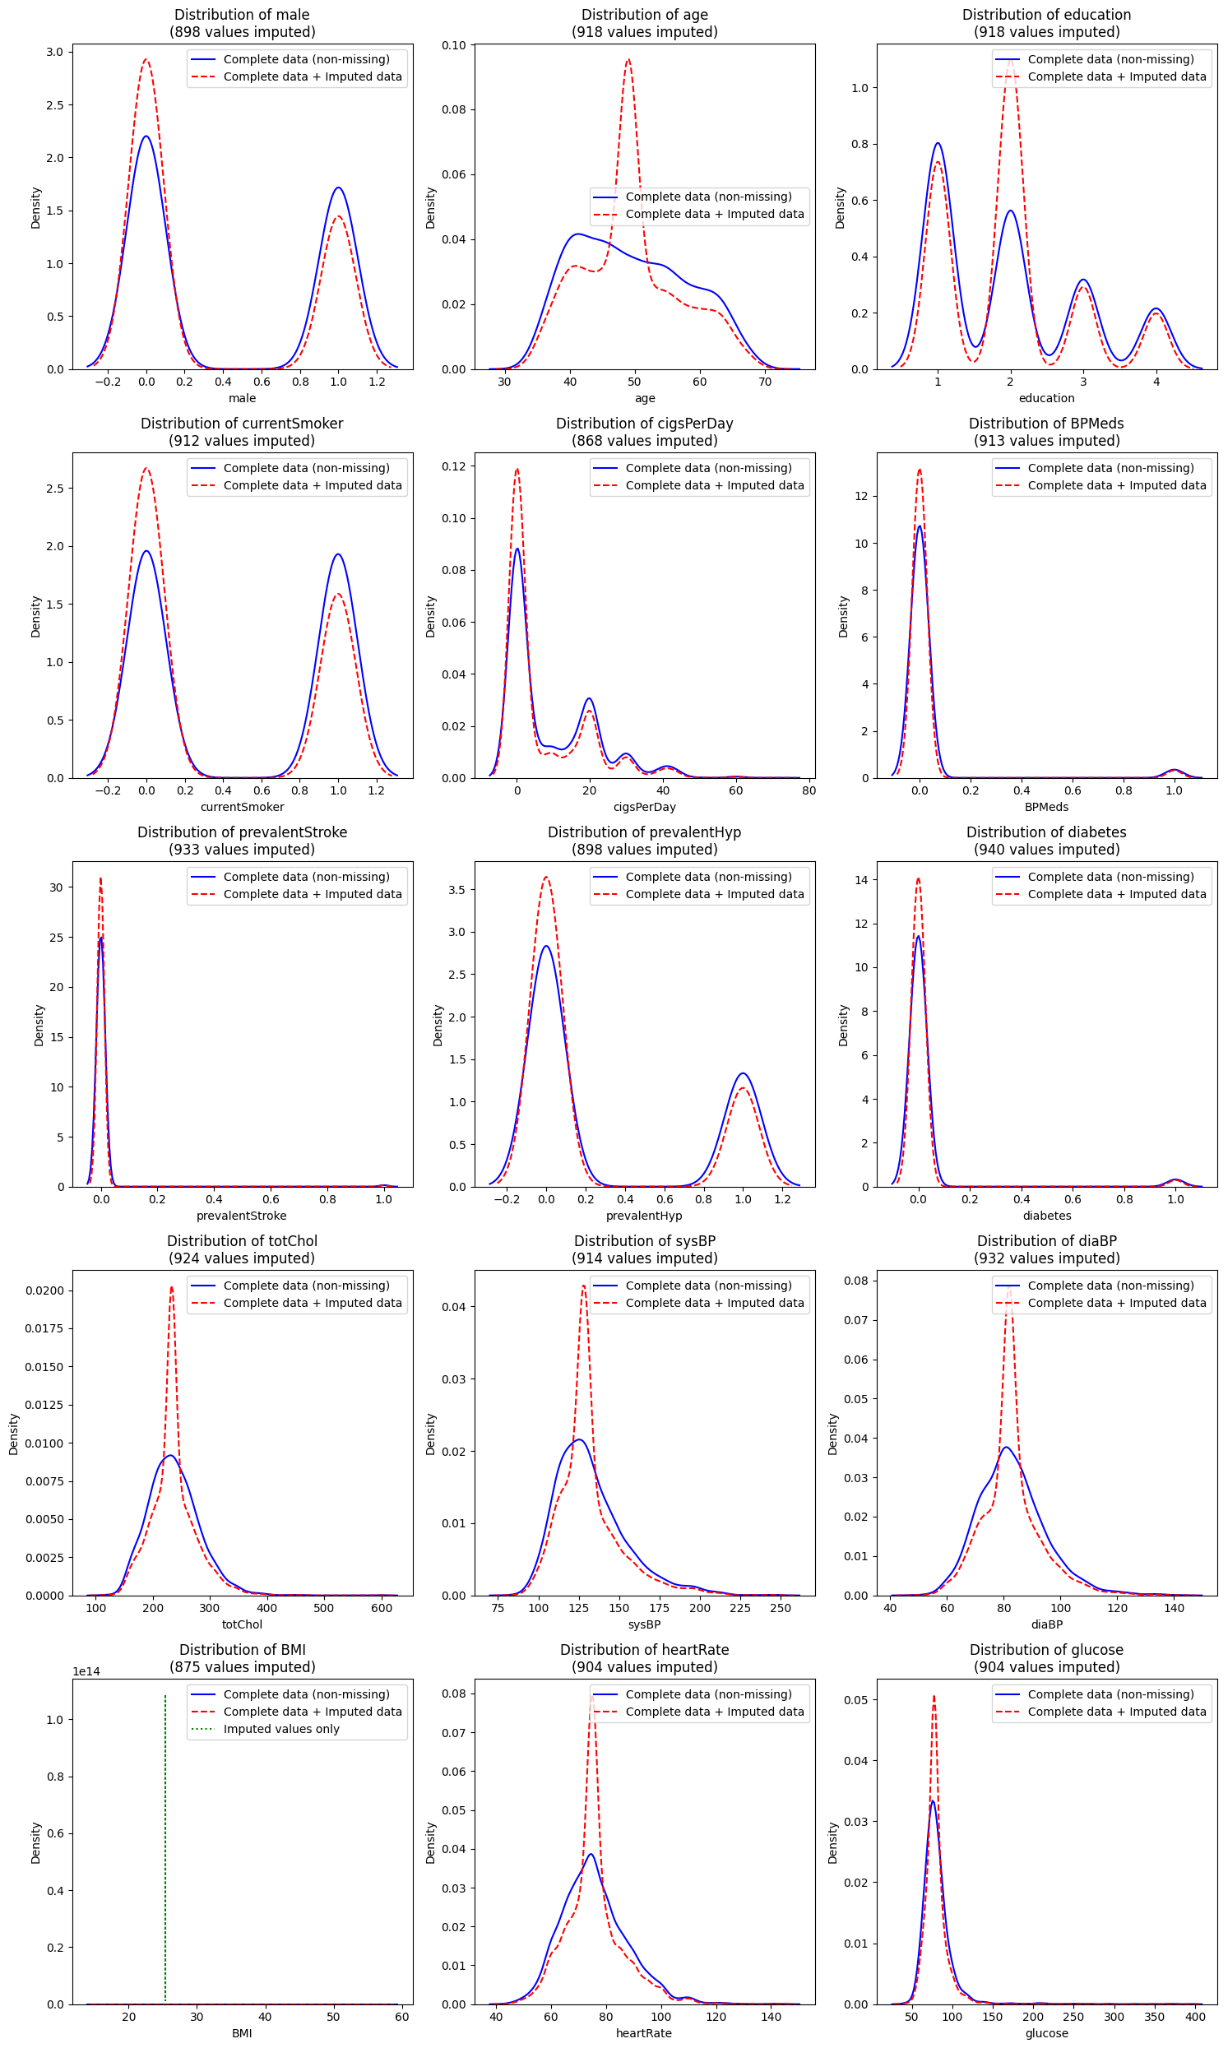 Distribution of male
(898 values imputed)
Complete data (non-missing)
Complete data + Imputed data
3.0
2.5
2.0
1.5
1.0
0.5
0.0
Density
−0.2 0.0 0.2 0.4 0.6 0.8 1.0 1.2
male
Distribution of age
(918 values imputed)
Complete data (non-missing)
Complete data + Imputed data
0.10
0.08
0.06
0.04
0.02
0.00
Density
30 40 50 60 70
age
Distribution of education
(918 values imputed)
Complete data (non-missing)
Complete data + Imputed data
1.0
0.8
0.6
0.4
0.2
0.0
Density
1 2 3 4
education
Distribution of currentSmoker
(912 values imputed)
Complete data (non-missing)
Complete data + Imputed data
2.5
2.0
1.5
1.0
0.5
0.0
Density
−0.2 0.0 0.2 0.4 0.6 0.8 1.0 1.2
currentSmoker
Distribution of cigsPerDay
(868 values imputed)
Complete data (non-missing)
Complete data + Imputed data
0.12
0.10
0.08
0.06
0.04
0.02
0.00
Density
0 20 40 60 80
cigsPerDay
Distribution of BPMeds
(913 values imputed)
Complete data (non-missing)
Complete data + Imputed data
12
10
8
6
4
2
0
Density
0.0 0.2 0.4 0.6 0.8 1.0
BPMeds
Distribution of prevalentStroke
(933 values imputed)
Complete data (non-missing)
Complete data + Imputed data
30
25
20
15
10
5
0
Density
0.0 0.2 0.4 0.6 0.8 1.0
prevalentStroke
Distribution of prevalentHyp
(898 values imputed)
Complete data (non-missing)
Complete data + Imputed data
3.5
3.0
2.5
2.0
1.5
1.0
0.5
0.0
Density
−0.2 0.0 0.2 0.4 0.6 0.8 1.0 1.2
prevalentHyp
Distribution of diabetes
(940 values imputed)
Complete data (non-missing)
Complete data + Imputed data
14
12
10
8
6
4
2
0
Density
0.0 0.2 0.4 0.6 0.8 1.0
diabetes
Distribution of totChol
(924 values imputed)
Complete data (non-missing)
Complete data + Imputed data
0.0200
0.0175
0.0150
0.0125
0.0100
0.0075
0.0050
0.0025
0.0000
Density
100 200 300 400 500 600
totChol
Distribution of sysBP
(914 values imputed)
Complete data (non-missing)
Complete data + Imputed data
0.04
0.03
0.02
0.01
0.00
Density
75 100 125 150 175 200 225 250
sysBP
Distribution of diaBP
(932 values imputed)
Complete data (non-missing)
Complete data + Imputed data
0.08
0.07
0.06
0.05
0.04
0.03
0.02
0.01
0.00
Density
40 60 80 100 120 140
diaBP
Distribution of BMI
(875 values imputed)
1e14
Complete data (non-missing)
Complete data + Imputed data
Imputed values only
1.0
0.8
0.6
0.4
0.2
0.0
Density
20 30 40 50 60
BMI
Distribution of heartRate
(904 values imputed)
Complete data (non-missing)
Complete data + Imputed data
0.08
0.07
0.06
0.05
0.04
0.03
0.02
0.01
0.00
Density
40 60 80 100 120 140
heartRate
Distribution of glucose
(904 values imputed)
Complete data (non-missing)
Complete data + Imputed data
0.05
0.04
0.03
0.02
0.01
0.00
Density
50 100 150 200 250 300 350 400
glucose